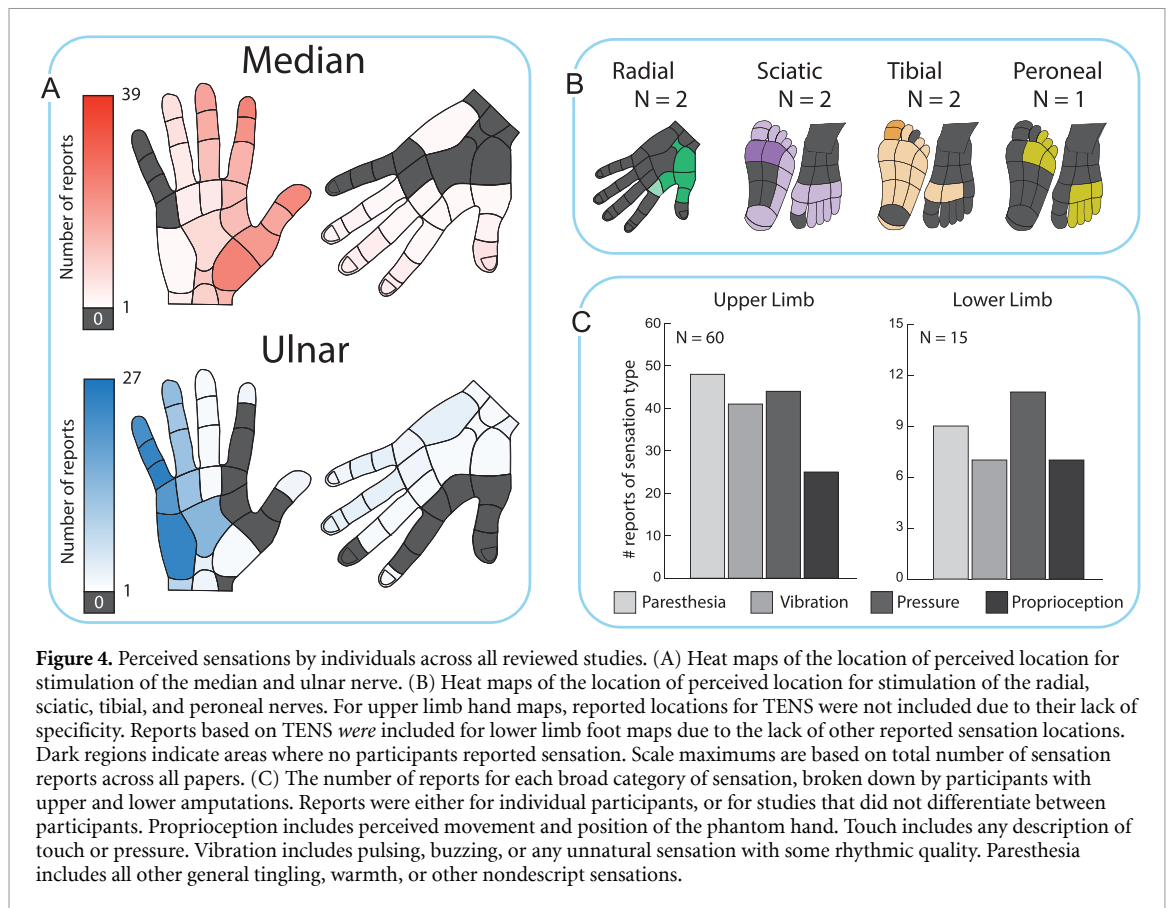 A
Median
39
Number of reports
1
0
Ulnar
27
Number of reports
1
0
B
Radial
N = 2
Sciatic
N = 2
Tibial
N = 2
Peroneal
N = 1
C
Upper Limb
N = 60
# reports of sensation type
60
50
40
30
20
10
0
Lower Limb
N = 15
15
12
9
6
3
0
Paresthesia
Vibration
Pressure
Proprioception
Figure 4. Perceived sensations by individuals across all reviewed studies. (A) Heat maps of the location of perceived location for
stimulation of the median and ulnar nerve. (B) Heat maps of the location of perceived location for stimulation of the radial,
sciatic, tibial, and peroneal nerves. For upper limb hand maps, reported locations for TENS were not included due to their lack of
specificity. Reports based on TENS were included for lower limb foot maps due to the lack of other reported sensation locations.
Dark regions indicate areas where no participants reported sensation. Scale maximums are based on total number of sensation
reports across all papers. (C) The number of reports for each broad category of sensation, broken down by participants with
upper and lower amputations. Reports were either for individual participants, or for studies that did not differentiate between
participants. Proprioception includes perceived movement and position of the phantom hand. Touch includes any description of
touch or pressure. Vibration includes pulsing, buzzing, or any unnatural sensation with some rhythmic quality. Paresthesia
includes all other general tingling, warmth, or other nondescript sensations.